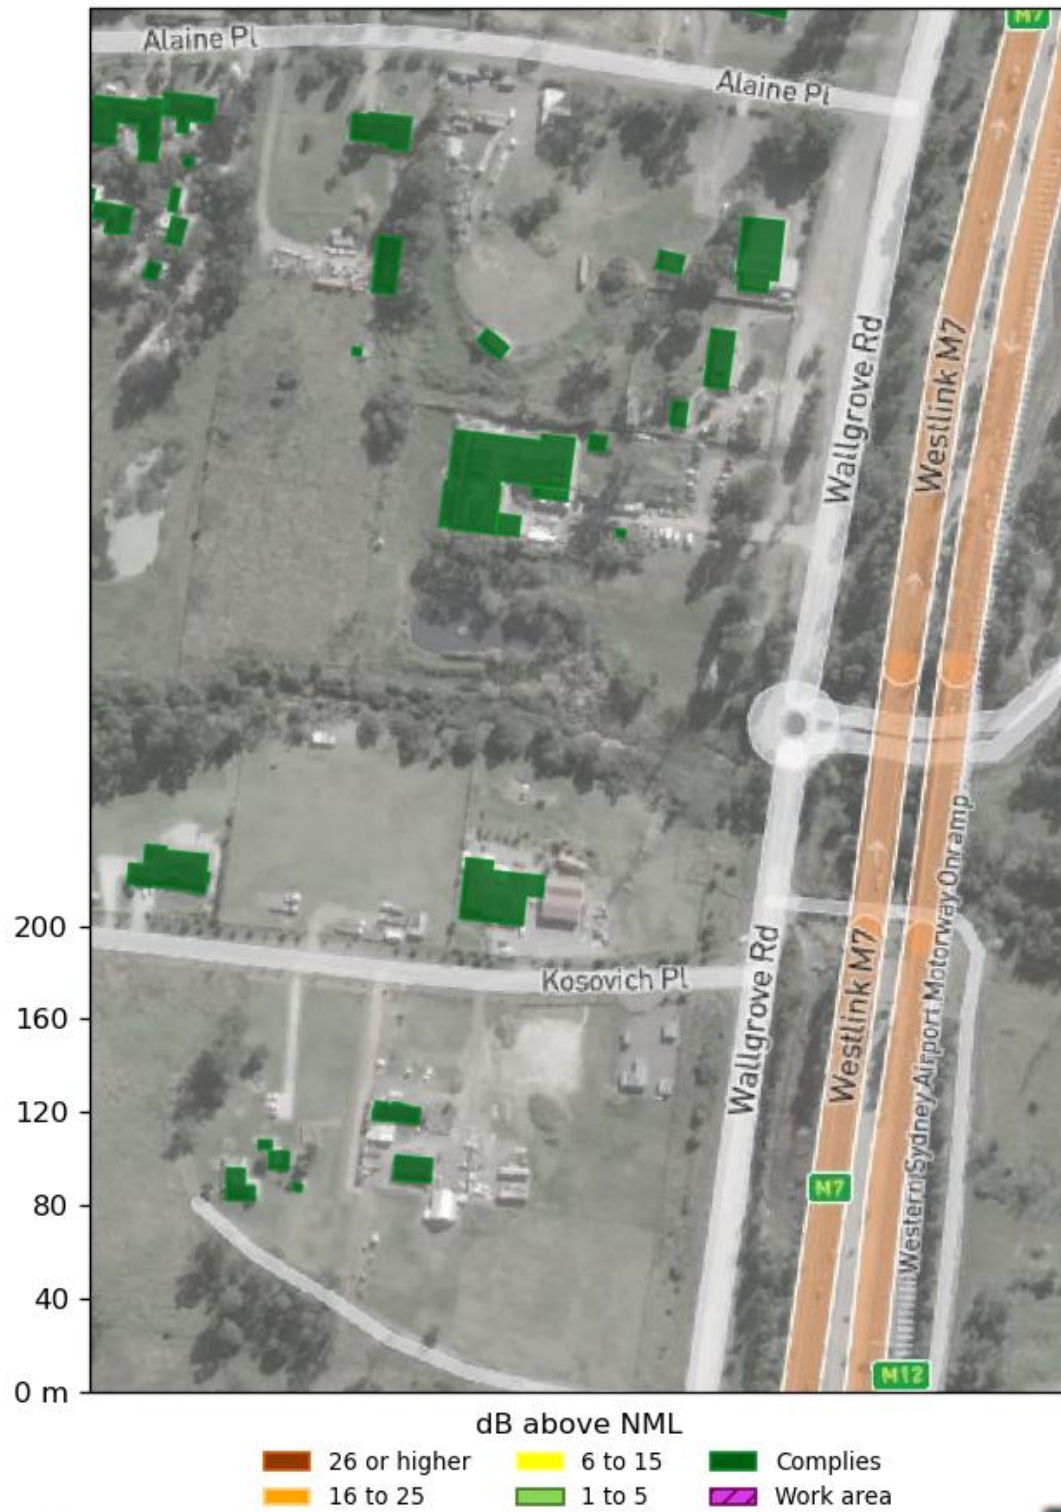 M7
Alaine Pl
Alaine Pl
Wallgrove Rd
Westlink M7
Western Sydney Airport Motorway Onramp
200
Wallgrove Rd
Westlink M7
Kosovich Pl
160
120
M7
80
40
M12
0 m
dB above NML
26 or higher
6 to 15
Complies
16 to 25
1 to 5
Work area